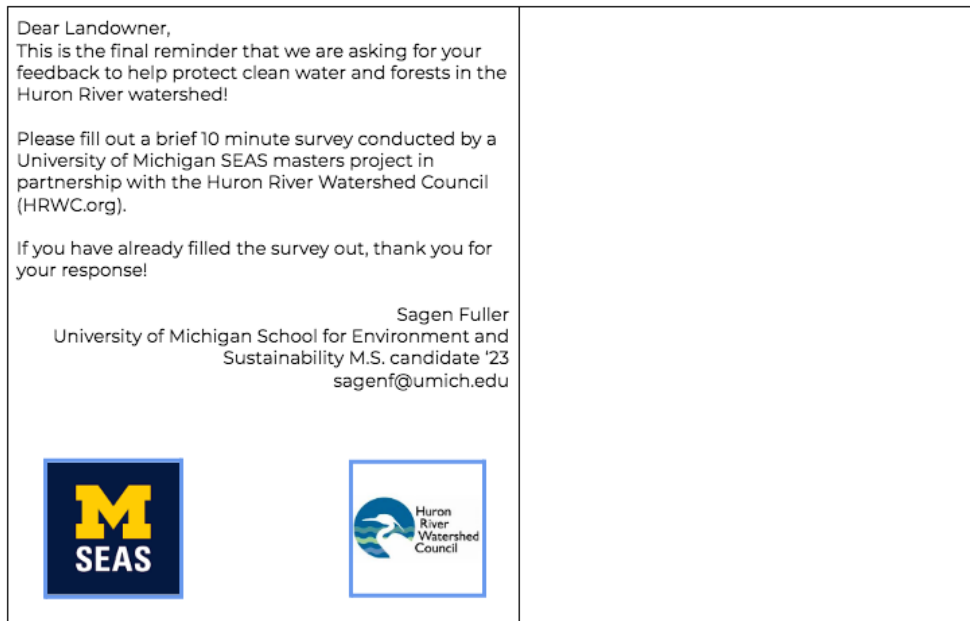 Dear Landowner,
This is the final reminder that we are asking for your
feedback to help protect clean water and forests in the
Huron River watershed!
Please fill out a brief 10 minute survey conducted by a
University of Michigan SEAS masters project in
partnership with the Huron River Watershed Council
(HRWC.org).
If you have already filled the survey out, thank you for
your response!
Sagen Fuller
University of Michigan School for Environment and
Sustainability M.S. candidate ‘23
sagenf@umich.edu
M
SEAS
Huron
River
Watershed
Council